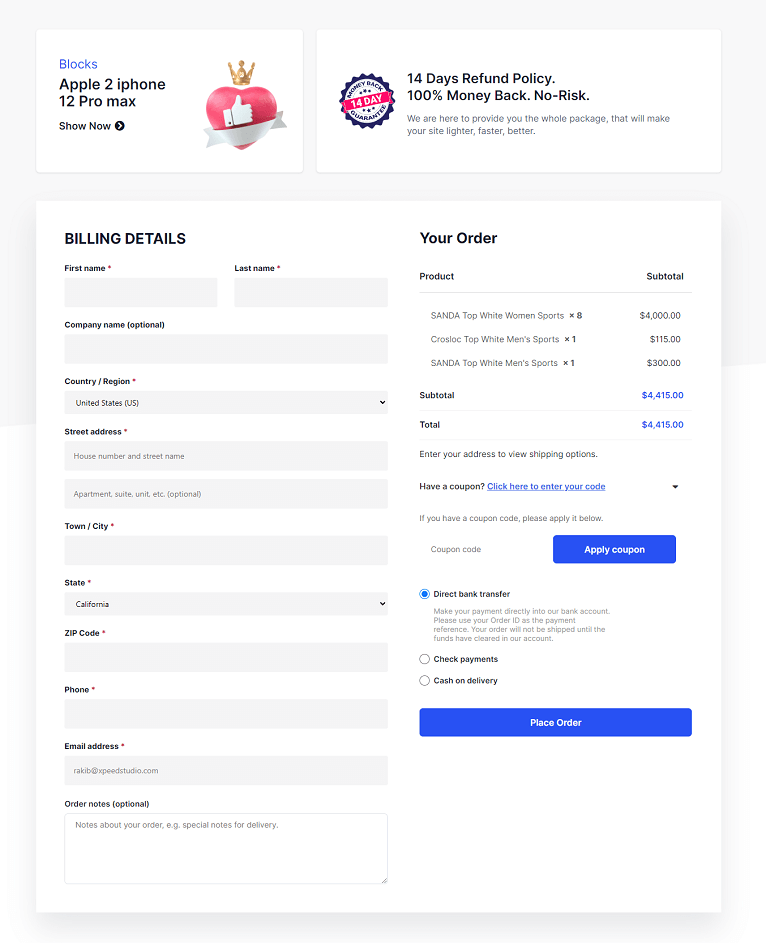 Blocks
Apple 2 iphone
12 Pro max
Show Now
MONEY BACK
14 DAY
GUARANTEE
14 Days Refund Policy.
100% Money Back. No-Risk.
We are here to provide you the whole package, that will make
your site lighter, faster, better.
BILLING DETAILS
First name *
Last name *
Company name (optional)
Country / Region *
United States (US)
Street address *
House number and street name
Apartment, suite, unit, etc. (optional)
Town / City *
State *
California
ZIP Code *
Phone *
Email address *
rakib@xpeedstudio.com
Order notes (optional)
Notes about your order, e.g. special notes for delivery.
Your Order
Product Subtotal
SANDA Top White Women Sports × 8 $4,000.00
Crosloc Top White Men's Sports × 1 $115.00
SANDA Top White Men's Sports × 1 $300.00
Subtotal $4,415.00
Total $4,415.00
Enter your address to view shipping options.
Have a coupon? Click here to enter your code
If you have a coupon code, please apply it below.
Coupon code
Apply coupon
Direct bank transfer
Make your payment directly into our bank account.
Please use your Order ID as the payment
reference. Your order will not be shipped until the
funds have cleared in our account.
Check payments
Cash on delivery
Place Order